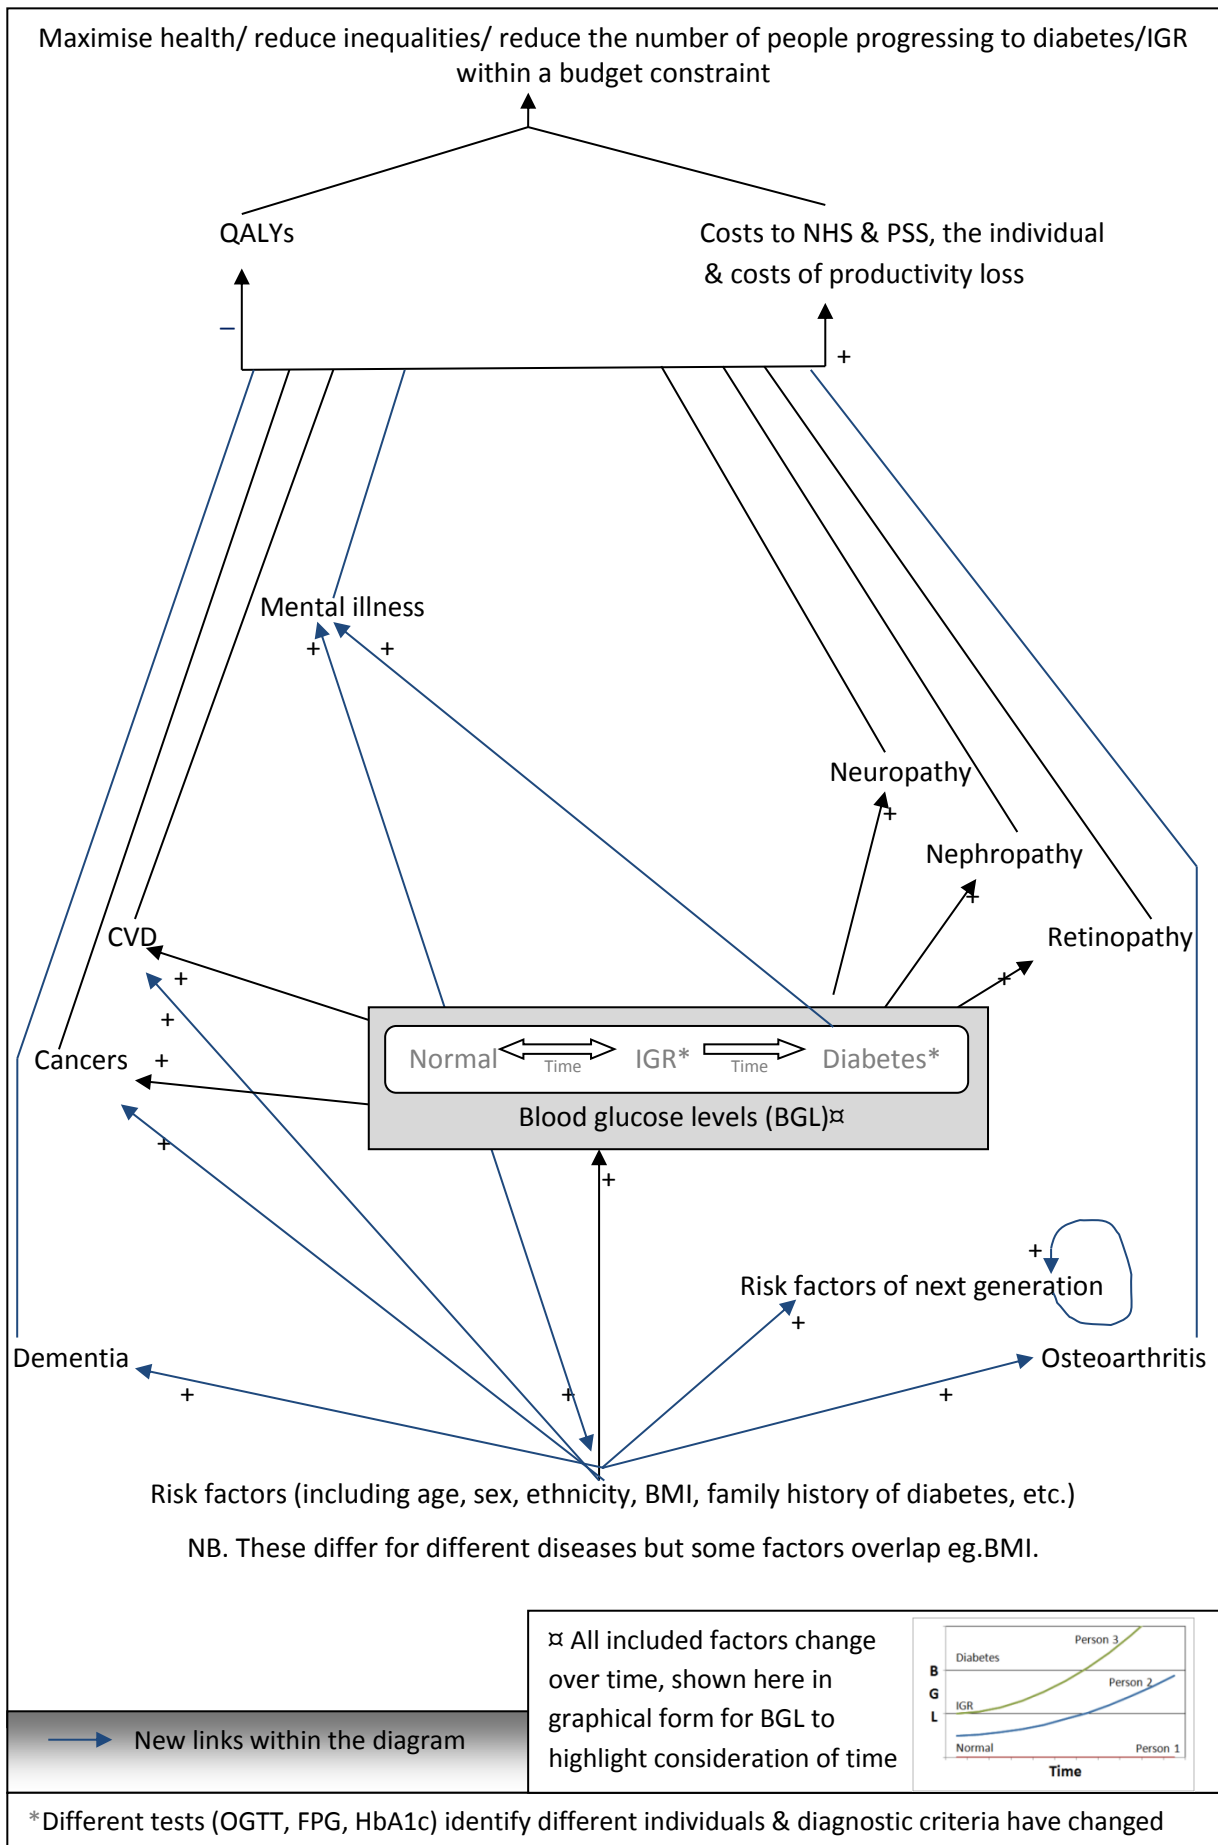 Maximise health/ reduce inequalities/ reduce the number of people progressing to diabetes/IGR
within a budget constraint
QALYs
Costs to NHS & PSS, the individual
& costs of productivity loss
–
+
Mental illness
+ +
Neuropathy
+
Nephropathy
+
CVD
Retinopathy
+
+
+
Cancers
+
Normal
Time
IGR*
Time
Diabetes*
Blood glucose levels (BGL)¤
+
+
+
Risk factors of next generation
+
Dementia
Osteoarthritis
+
+
+
Risk factors (including age, sex, ethnicity, BMI, family history of diabetes, etc.)
NB. These differ for different diseases but some factors overlap eg.BMI.
New links within the diagram
¤ All included factors change
over time, shown here in
graphical form for BGL to
highlight consideration of time
Person 3
Diabetes
B
G
L
Person 2
IGR
Normal
Person 1
Time
*Different tests (OGTT, FPG, HbA1c) identify different individuals & diagnostic criteria have changed